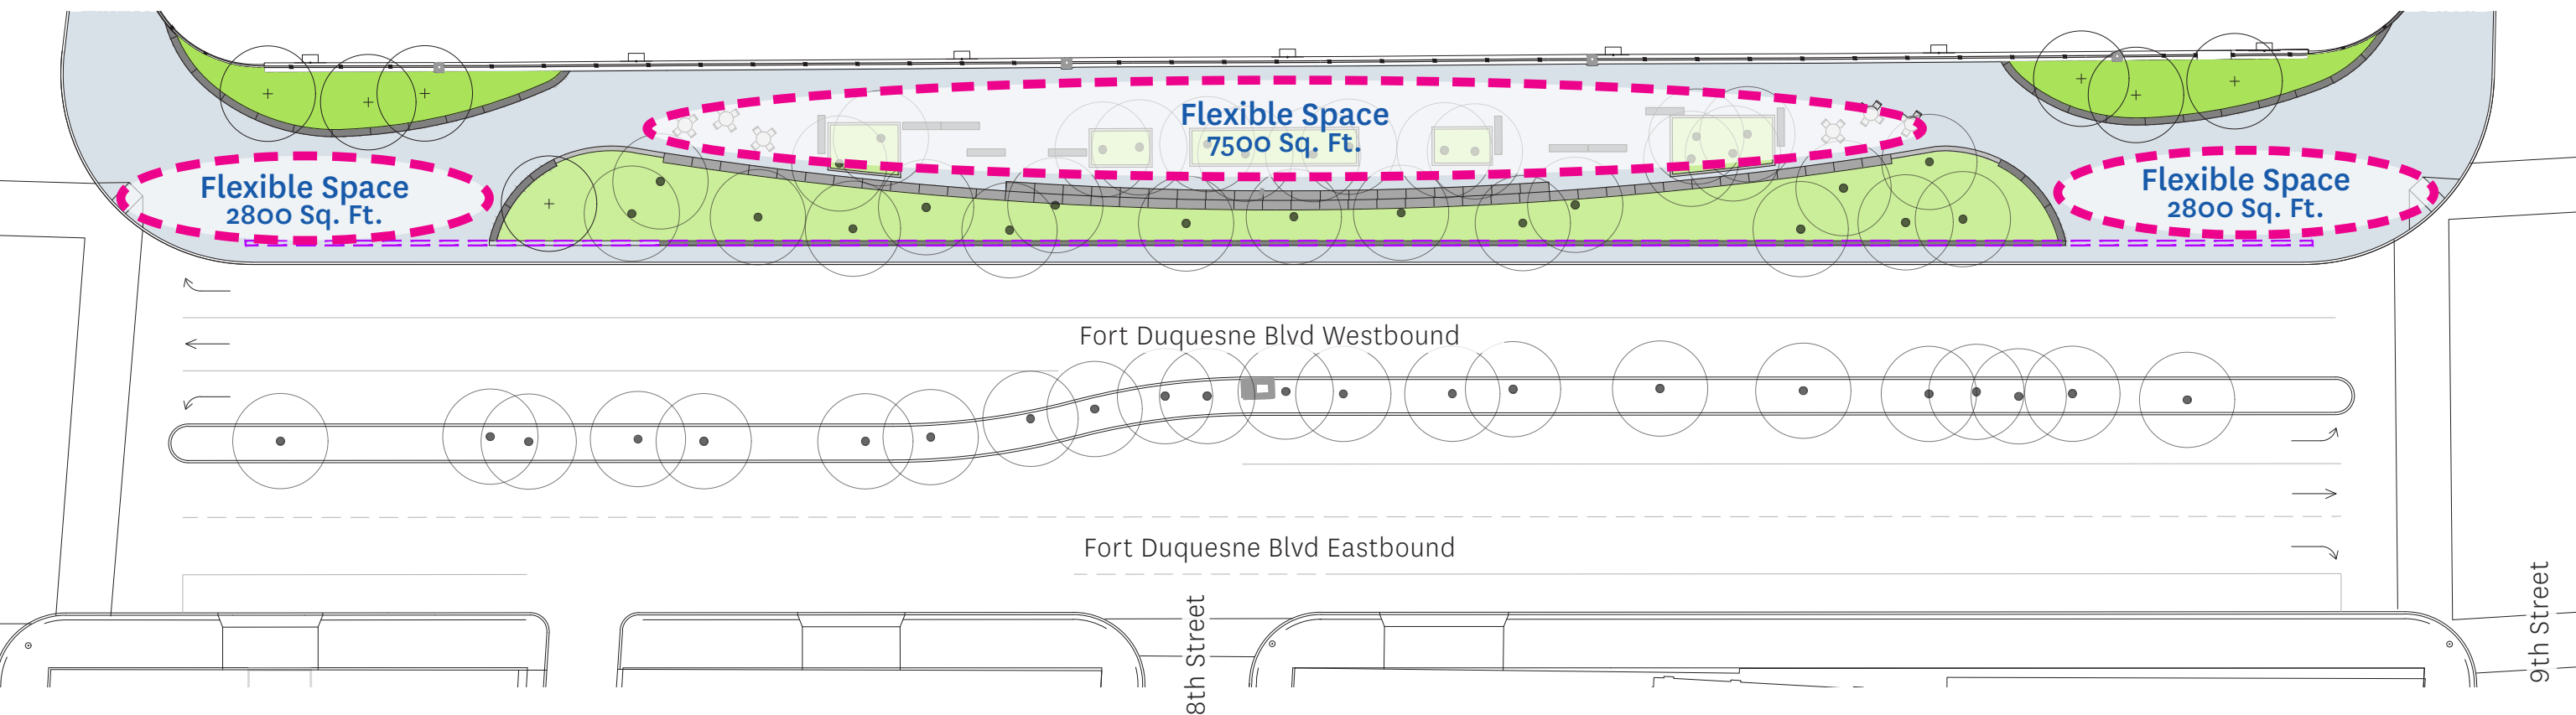 Flexible Space
7500 Sq. Ft.
Flexible Space
2800 Sq. Ft.
Flexible Space
2800 Sq. Ft.
Fort Duquesne Blvd Westbound
Fort Duquesne Blvd Eastbound
8th Street
9th Street